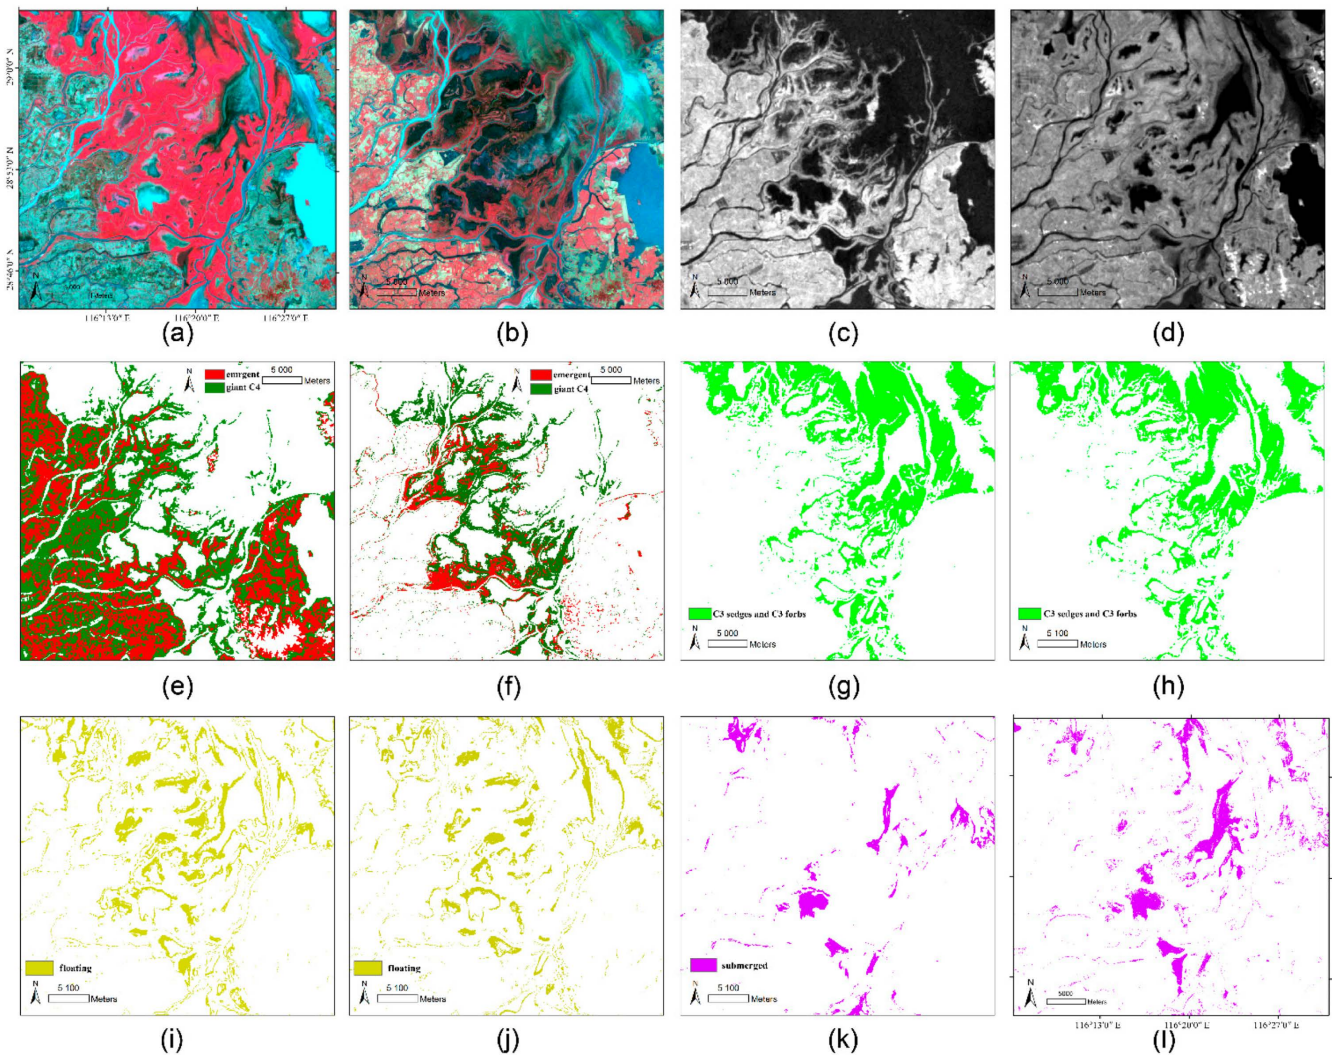 29°0'0" N
28°53'0" N
28°46'0" N
N
Meters
116°13'0" E
116°20'0" E
116°27'0" E
N
5 000
Meters
N
5 000
Meters
N
5 000
Meters
(a)
(b)
(c)
(d)
N
emrgent
giant C4
5 000
Meters
N
emergent
giant C4
5 000
Meters
C3 sedges and C3 forbs
N
5 000
Meters
C3 sedges and C3 forbs
N
5 100
Meters
(e)
(f)
(g)
(h)
floating
N
5 100
Meters
floating
N
5 100
Meters
submerged
N
5 100
Meters
N
5000
Meters
116°13'0" E
116°20'0" E
116°27'0" E
(i)
(j)
(k)
(l)